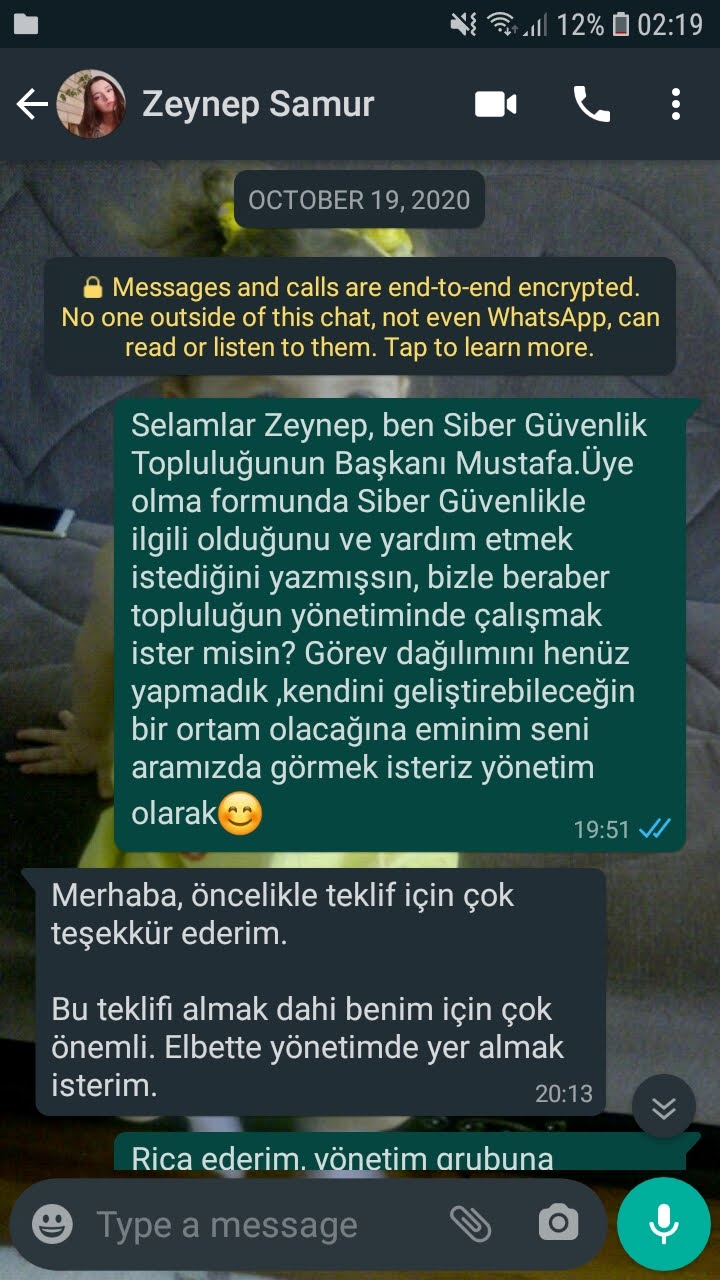 12% 02:19
Zeynep Samur
OCTOBER 19, 2020
Messages and calls are end-to-end encrypted.
No one outside of this chat, not even WhatsApp, can
read or listen to them. Tap to learn more.
Selamlar Zeynep, ben Siber Güvenlik
Topluluğunun Başkanı Mustafa.Üye
olma formunda Siber Güvenlikle
ilgili olduğunu ve yardım etmek
istediğini yazmışsın, bizle beraber
topluluğun yönetiminde çalışmak
ister misin? Görev dağılımını henüz
yapmadık ,kendini geliştirebileceğin
bir ortam olacağına eminim seni
aramızda görmek isteriz yönetim
olarak😊
19:51
Merhaba, öncelikle teklif için çok
teşekkür ederim.
Bu teklifi almak dahi benim için çok
önemli. Elbette yönetimde yer almak
isterim.
20:13
Rica ederim, yönetim grubuna
Type a message